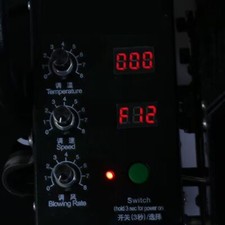 000
调 温
Temperature
F12
调 速
Speed
调 风
Blowing Rate
Switch
(hold 3 sec for power on)
开关(3秒)/选择